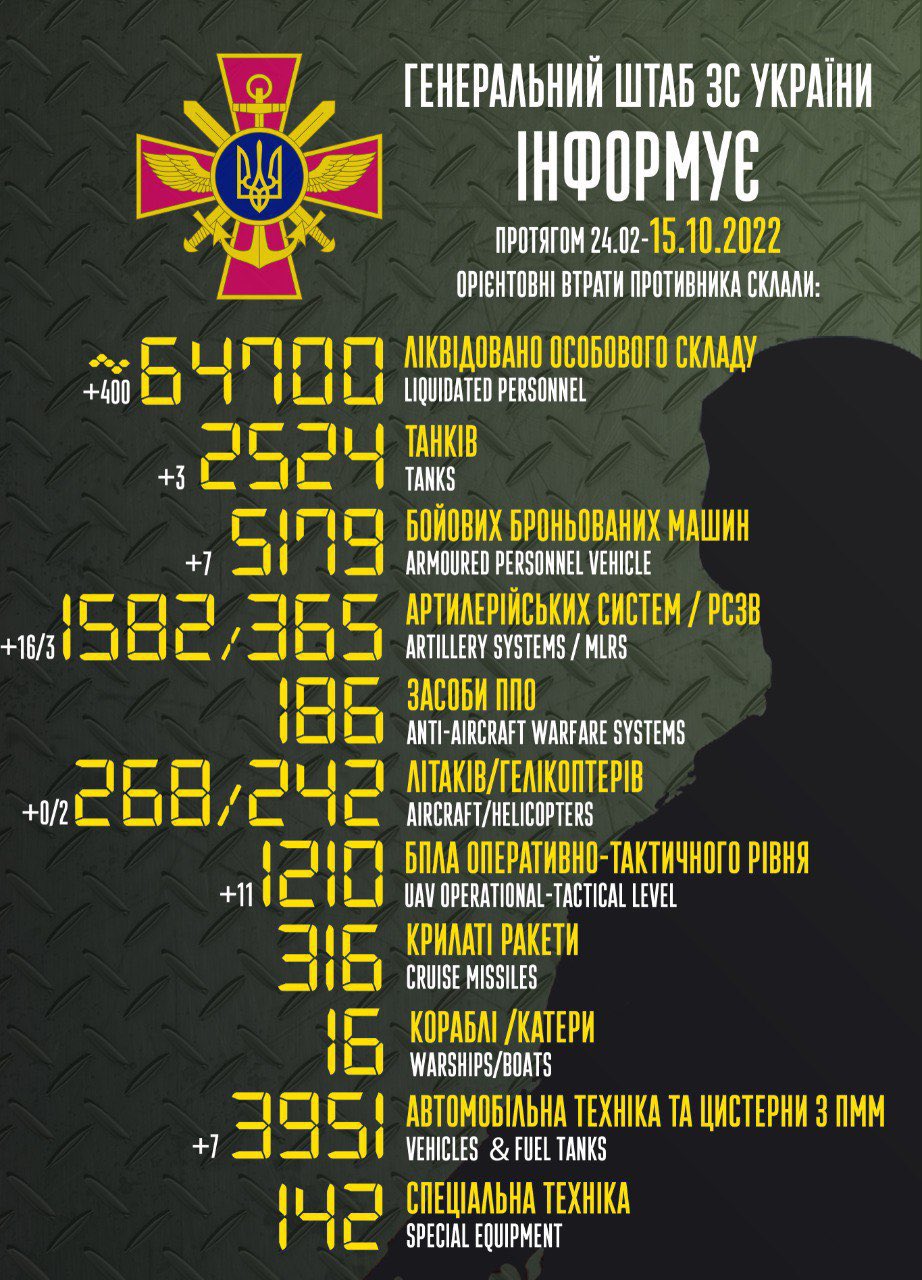 ГЕНЕРАЛЬНИЙ ШТАБ ЗС УКРАЇНИ
ІНФОРМУЄ
ПРОТЯГОМ 24.02-15.10.2022
ОРІЄНТОВНІ ВТРАТИ ПРОТИВНИКА СКЛАЛИ:
~64700 ЛІКВІДОВАНО ОСОБОВОГО СКЛАДУ
+400 LIQUIDATED PERSONNEL
2524 ТАНКІВ
+3 TANKS
5179 БОЙОВИХ БРОНЬОВАНИХ МАШИН
+7 ARMOURED PERSONNEL VEHICLE
1582/365 АРТИЛЕРІЙСЬКИХ СИСТЕМ / РСЗВ
+16/3 ARTILLERY SYSTEMS / MLRS
186 ЗАСОБИ ППО
ANTI-AIRCRAFT WARFARE SYSTEMS
268/242 ЛІТАКІВ/ГЕЛІКОПТЕРІВ
+0/2 AIRCRAFT/HELICOPTERS
1210 БПЛА ОПЕРАТИВНО-ТАКТИЧНОГО РІВНЯ
+11 UAV OPERATIONAL-TACTICAL LEVEL
316 КРИЛАТІ РАКЕТИ
CRUISE MISSILES
16 КОРАБЛІ /КАТЕРИ
WARSHIPS/BOATS
3951 АВТОМОБІЛЬНА ТЕХНІКА ТА ЦИСТЕРНИ З ПММ
+7 VEHICLES & FUEL TANKS
142 СПЕЦІАЛЬНА ТЕХНІКА
SPECIAL EQUIPMENT